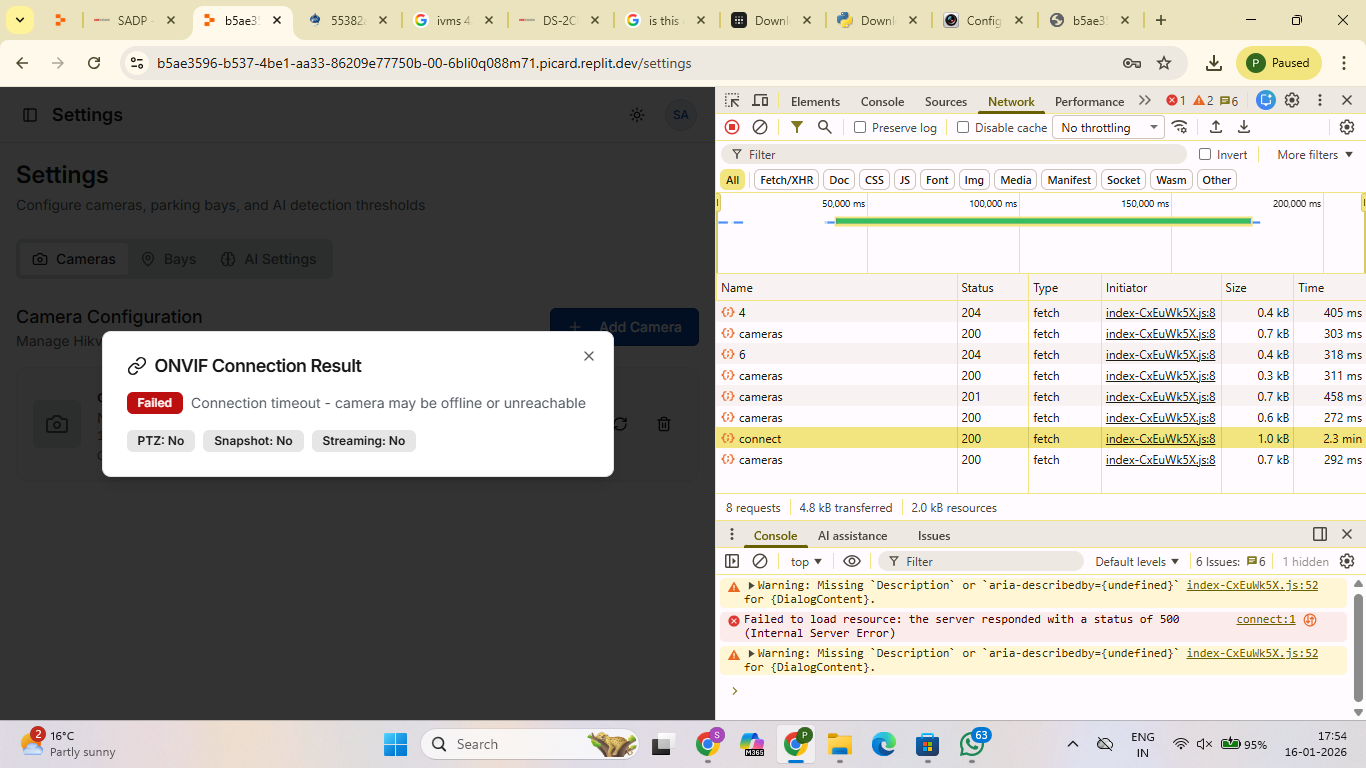 SADP
b5ae35
55382
ivms 4
DS-2C
is this
Downl
Downl
Config
b5ae35
b5ae3596-b537-4be1-aa33-86209e77750b-00-6bli0q088m71.picard.replit.dev/settings
P
Paused
Settings
SA
Settings
Configure cameras, parking bays, and AI detection thresholds
Cameras
Bays
AI Settings
Camera Configuration
Manage Hikv
Add Camera
ONVIF Connection Result
Failed
Connection timeout - camera may be offline or unreachable
PTZ: No
Snapshot: No
Streaming: No
Elements
Console
Sources
Network
Performance
1
2
6
Preserve log
Disable cache
No throttling
Filter
Invert
More filters
All
Fetch/XHR
Doc
CSS
JS
Font
Img
Media
Manifest
Socket
Wasm
Other
50,000 ms
100,000 ms
150,000 ms
200,000 ms
Name Status Type Initiator Size Time
4 204 fetch index-CxEuWk5X.js:8 0.4 kB 405 ms
cameras 200 fetch index-CxEuWk5X.js:8 0.7 kB 303 ms
6 204 fetch index-CxEuWk5X.js:8 0.4 kB 318 ms
cameras 200 fetch index-CxEuWk5X.js:8 0.3 kB 311 ms
cameras 201 fetch index-CxEuWk5X.js:8 0.7 kB 458 ms
cameras 200 fetch index-CxEuWk5X.js:8 0.6 kB 272 ms
connect 200 fetch index-CxEuWk5X.js:8 1.0 kB 2.3 min
cameras 200 fetch index-CxEuWk5X.js:8 0.7 kB 292 ms
8 requests
4.8 kB transferred
2.0 kB resources
Console
AI assistance
Issues
top
Filter
Default levels
6 Issues: 6
1 hidden
Warning: Missing `Description` or `aria-describedby={undefined}` index-CxEuWk5X.js:52
for {DialogContent}.
Failed to load resource: the server responded with a status of 500 connect:1
(Internal Server Error)
Warning: Missing `Description` or `aria-describedby={undefined}` index-CxEuWk5X.js:52
for {DialogContent}.
2
16°C
Partly sunny
Search
M365
S
P
63
ENG
IN
95%
17:54
16-01-2026